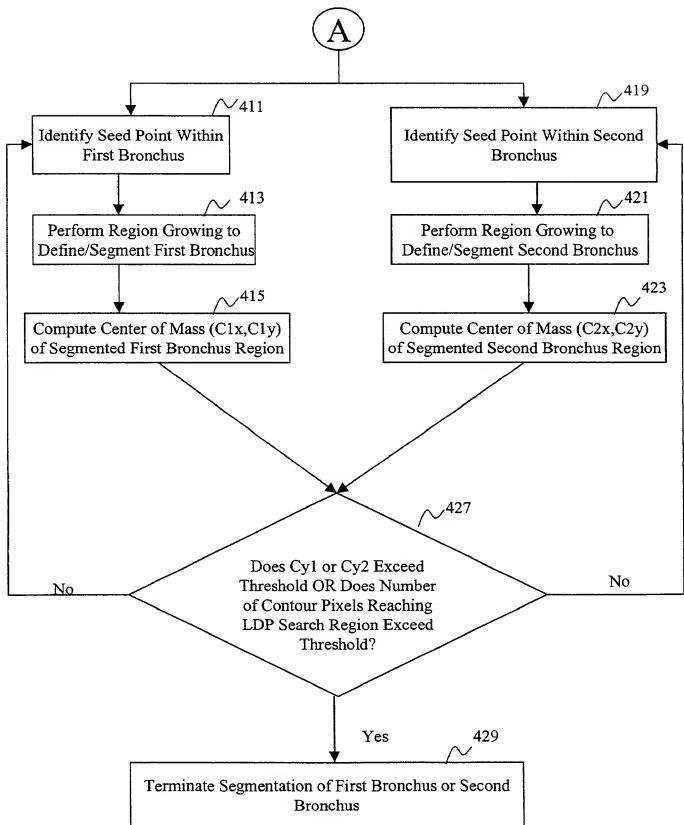 A
411
Identify Seed Point Within
First Bronchus
419
Identify Seed Point Within Second
Bronchus
413
Perform Region Growing to
Define/Segment First Bronchus
421
Perform Region Growing to
Define/Segment Second Bronchus
415
Compute Center of Mass (C1x,C1y)
of Segmented First Bronchus Region
423
Compute Center of Mass (C2x,C2y)
of Segmented Second Bronchus Region
427
Does Cy1 or Cy2 Exceed
Threshold OR Does Number
of Contour Pixels Reaching
LDP Search Region Exceed
Threshold?
No
No
Yes
429
Terminate Segmentation of First Bronchus or Second
Bronchus